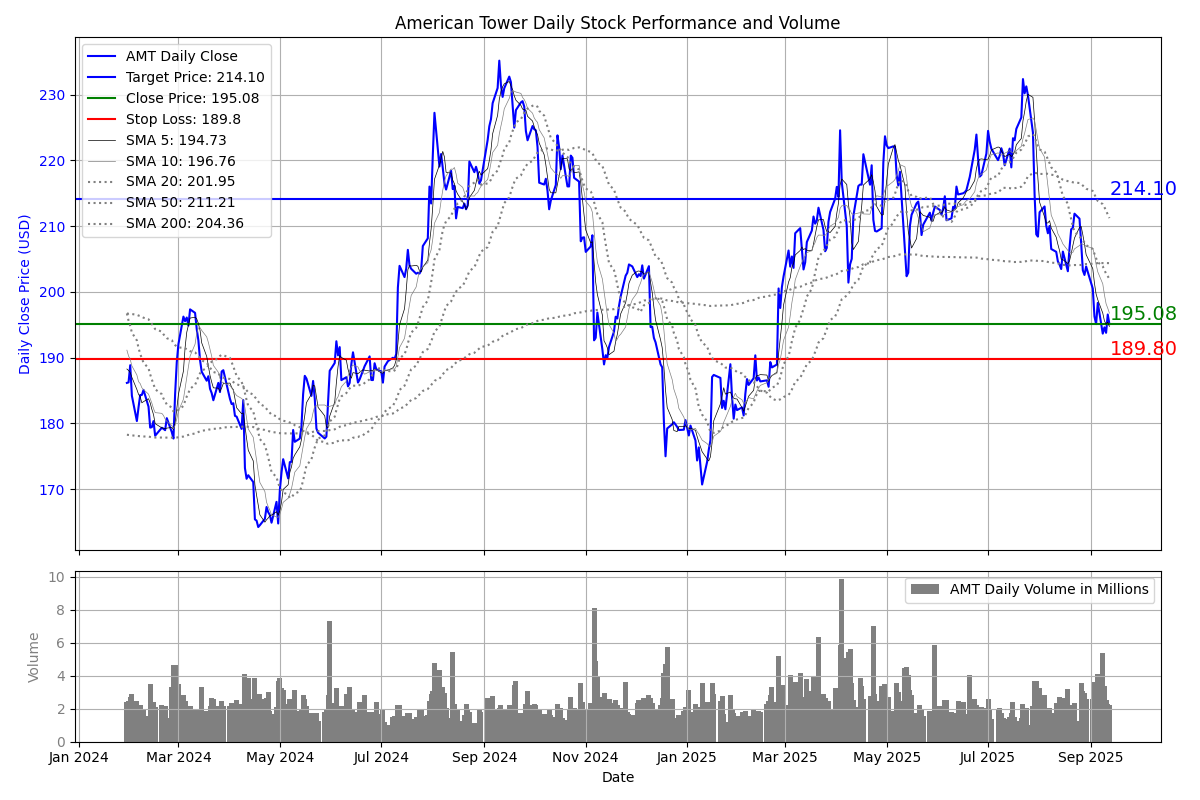 American Tower Daily Stock Performance and Volume
AMT Daily Close
Target Price: 214.10
Close Price: 195.08
Stop Loss: 189.8
SMA 5: 194.73
SMA 10: 196.76
SMA 20: 201.95
SMA 50: 211.21
SMA 200: 204.36
Daily Close Price (USD)
230
220
210
200
190
180
170
214.10
195.08
189.80
AMT Daily Volume in Millions
Volume
10
8
6
4
2
0
Jan 2024 Mar 2024 May 2024 Jul 2024 Sep 2024 Nov 2024 Jan 2025 Mar 2025 May 2025 Jul 2025 Sep 2025
Date